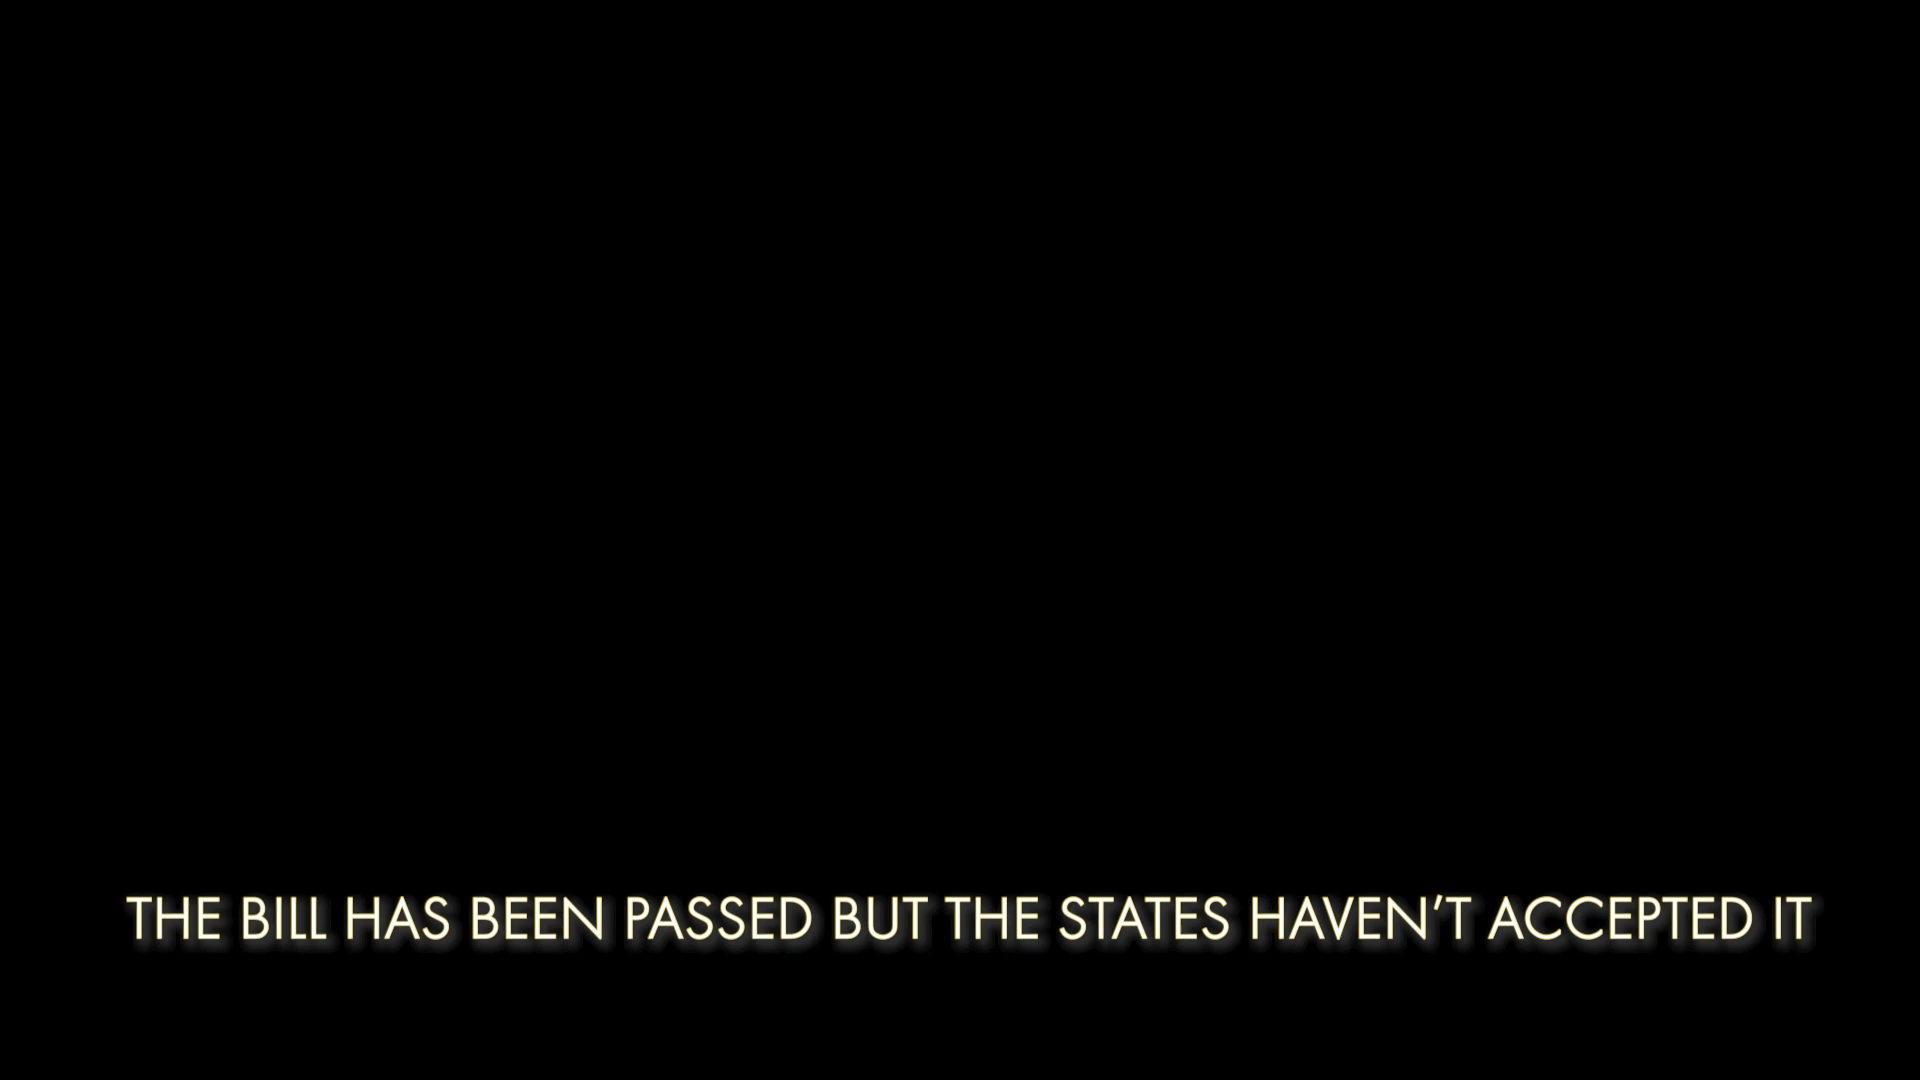 THE BILL HAS BEEN PASSED BUT THE STATES HAVEN’T ACCEPTED IT